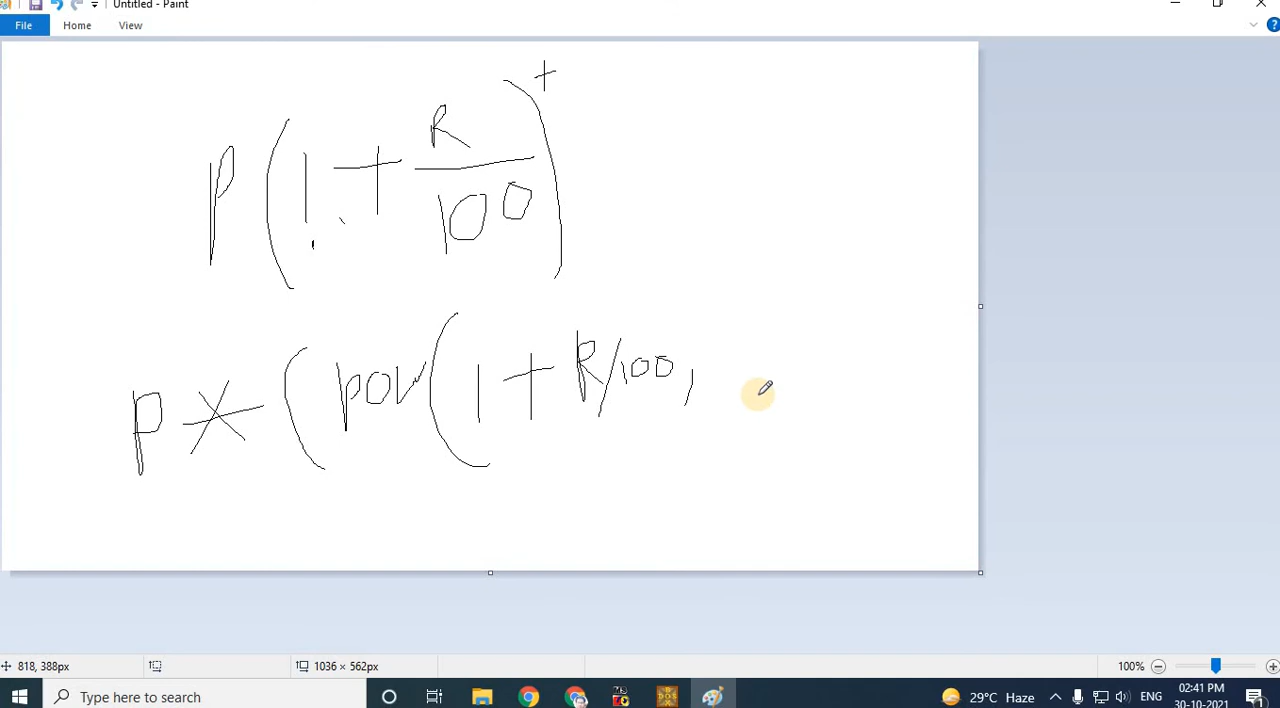 Untitled - Paint
File Home View
P(1+R/100)^t
P*(pow(1+R/100,
818, 388px 1036 × 562px 100%
Type here to search 29°C Haze ENG 02:41 PM
30-10-2021